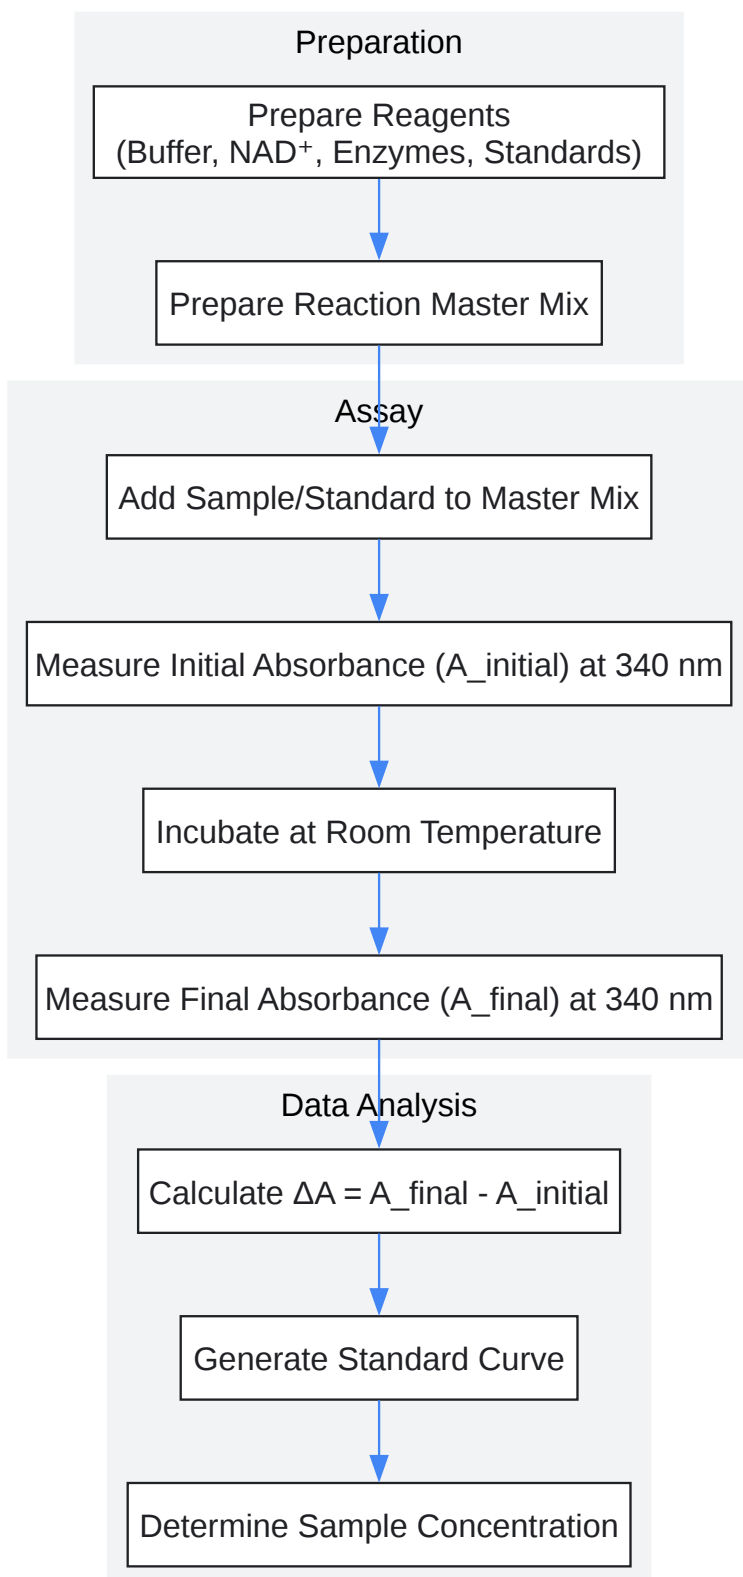 Preparation
Prepare Reagents
(Buffer, NAD⁺, Enzymes, Standards)
Prepare Reaction Master Mix
Assay
Add Sample/Standard to Master Mix
Measure Initial Absorbance (A_initial) at 340 nm
Incubate at Room Temperature
Measure Final Absorbance (A_final) at 340 nm
Data Analysis
Calculate ΔA = A_final - A_initial
Generate Standard Curve
Determine Sample Concentration